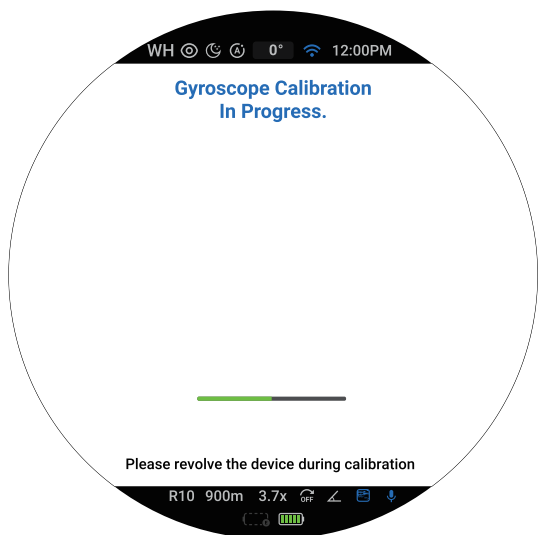 WH A 0° 12:00PM
Gyroscope Calibration
In Progress.
Please revolve the device during calibration
R10 900m 3.7x OFF